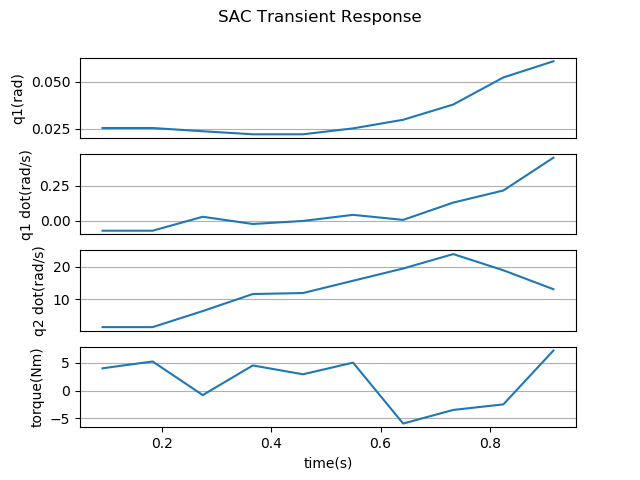 SAC Transient Response
q1(rad)
0.050
0.025
q1 dot(rad/s)
0.25
0.00
q2 dot(rad/s)
20
10
torque(Nm)
5
0
−5
0.2 0.4 0.6 0.8
time(s)